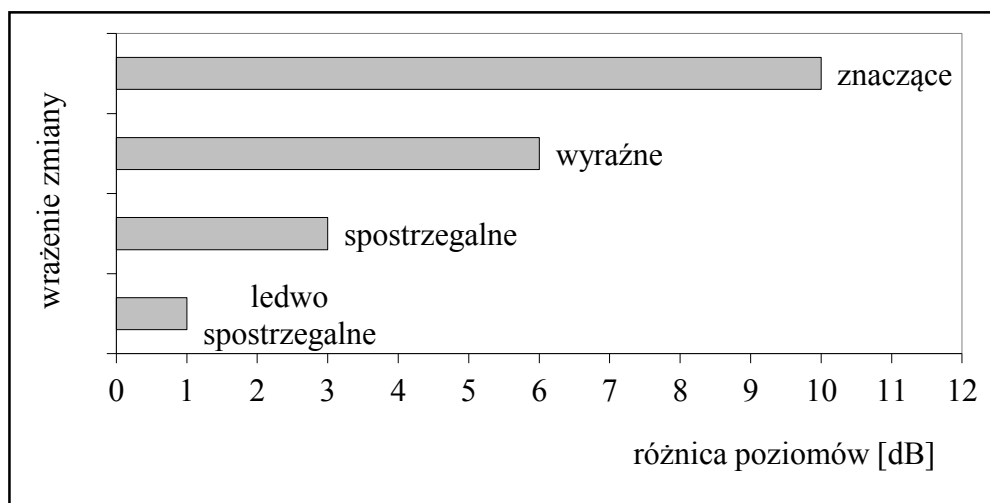 znaczące
wyraźne
spostrzegalne
ledwo
spostrzegalne
wrażenie zmiany
0 1 2 3 4 5 6 7 8 9 10 11 12
różnica poziomów [dB]